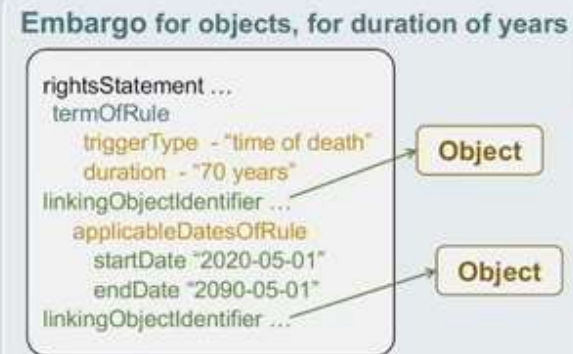 Embargo for objects, for duration of years
rightsStatement ...
termOfRule
triggerType - “time of death”
duration - “70 years”
linkingObjectIdentifier ...
applicableDatesOfRule
startDate “2020-05-01”
endDate “2090-05-01”
linkingObjectIdentifier ...
Object
Object